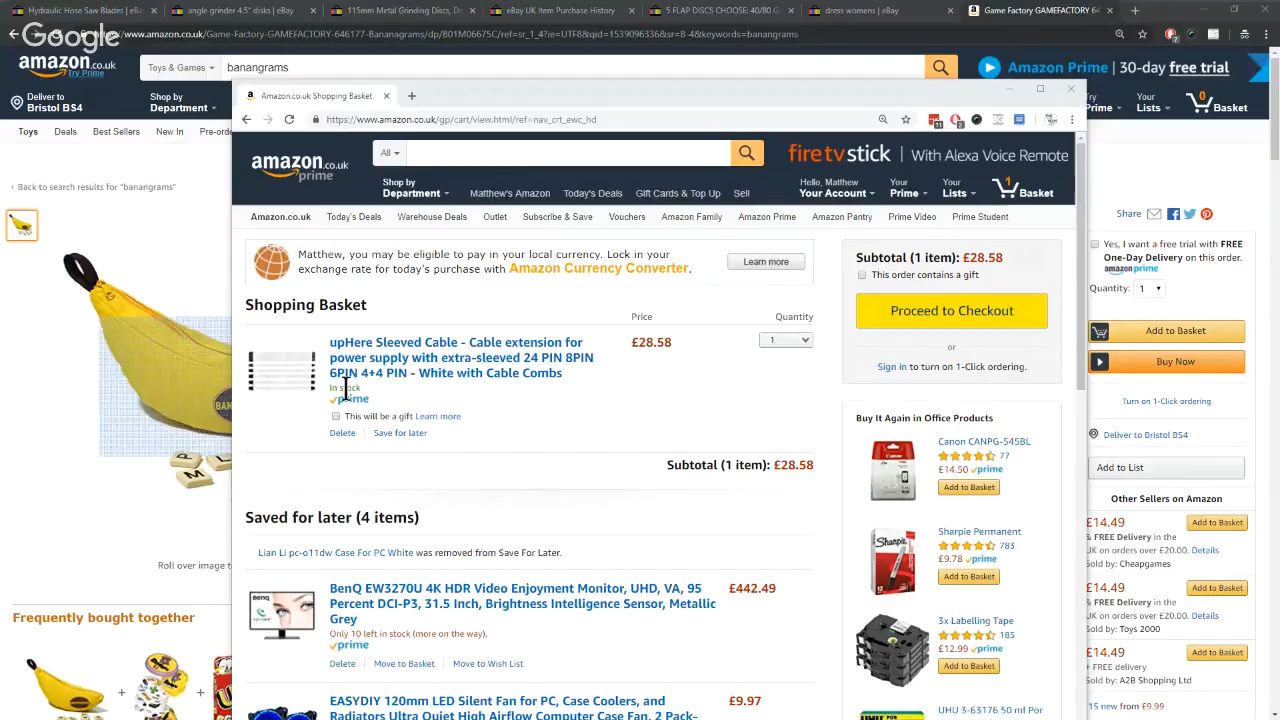 Hydraulic Hose Saw Blades | eB
angle grinder 4.5" disks | eBay
115mm Metal Grinding Discs, De
eBay UK Item Purchase History
5 FLAP DISCS CHOOSE: 40/80 G
dress womens | eBay
Game Factory GAMEFACTORY 64
Google
https://www.amazon.co.uk/Game-Factory-GAMEFACTORY-646177-Bananagrams/dp/B01M06675C/ref=sr_1_4?ie=UTF8&qid=1539096336&sr=8-4&keywords=banangrams
amazon.co.uk
Try Prime
Toys & Games
banangrams
Amazon Prime | 30-day free trial
Deliver to
Bristol BS4
Shop by
Department
Try
Prime
Your
Lists
0
Basket
Toys
Deals
Best Sellers
New In
Pre-orde
‹ Back to search results for "banangrams"
Roll over image t
Frequently bought together
Amazon.co.uk Shopping Basket
https://www.amazon.co.uk/gp/cart/view.html/ref=nav_crt_ewc_hd
amazon.co.uk
prime
All
fire tv stick | With Alexa Voice Remote
Shop by
Department
Matthew's Amazon
Today's Deals
Gift Cards & Top Up
Sell
Hello, Matthew
Your Account
Your
Prime
Your
Lists
1
Basket
Amazon.co.uk
Today's Deals
Warehouse Deals
Outlet
Subscribe & Save
Vouchers
Amazon Family
Amazon Prime
Amazon Pantry
Prime Video
Prime Student
Matthew, you may be eligible to pay in your local currency. Lock in your
exchange rate for today's purchase with Amazon Currency Converter.
Learn more
Shopping Basket
Price
Quantity
upHere Sleeved Cable - Cable extension for
power supply with extra-sleeved 24 PIN 8PIN
6PIN 4+4 PIN - White with Cable Combs
£28.58
1
In stock
prime
This will be a gift Learn more
Delete
Save for later
Subtotal (1 item): £28.58
Saved for later (4 items)
Lian Li pc-o11dw Case For PC White was removed from Save For Later.
BenQ EW3270U 4K HDR Video Enjoyment Monitor, UHD, VA, 95
Percent DCI-P3, 31.5 Inch, Brightness Intelligence Sensor, Metallic
Grey
£442.49
BenQ
Only 10 left in stock (more on the way).
prime
Delete
Move to Basket
Move to Wish List
EASYDIY 120mm LED Silent Fan for PC, Case Coolers, and
Radiators Ultra Quiet High Airflow Computer Case Fan, 2 Pack-
£9.97
Subtotal (1 item): £28.58
This order contains a gift
Proceed to Checkout
or
Sign in to turn on 1-Click ordering.
Buy It Again in Office Products
Canon CANPG-545BL
77
£14.50 prime
Add to Basket
Sharpie Permanent
783
£9.78 prime
Add to Basket
3x Labelling Tape
185
£12.99 prime
Add to Basket
UHU 3-63176 50 ml Por
Share
Yes, I want a free trial with FREE
One-Day Delivery on this order.
amazonprime
Quantity: 1
Add to Basket
Buy Now
Turn on 1-Click ordering
Deliver to Bristol BS4
Add to List
Other Sellers on Amazon
£14.49
Add to Basket
& FREE Delivery in the
UK on orders over £20.00. Details
Sold by: Cheapgames
£14.49
Add to Basket
& FREE Delivery in the
UK on orders over £20.00. Details
Sold by: Toys 2000
£14.49
Add to Basket
+ FREE delivery
Sold by: A2B Shopping Ltd
15 new from £9.99